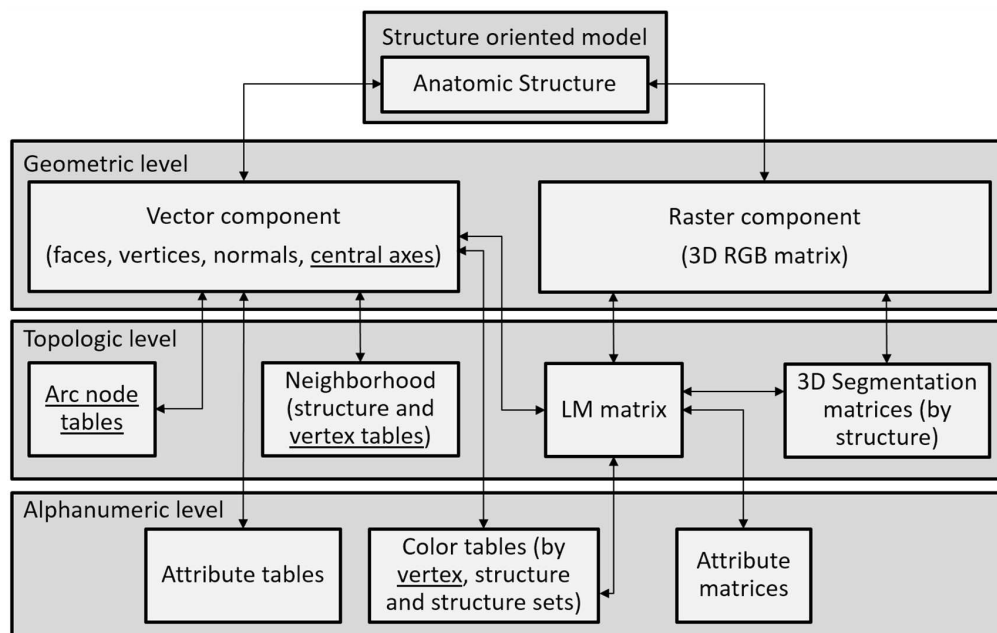 Structure oriented model
Anatomic Structure
Geometric level
Vector component
(faces, vertices, normals, central axes)
Raster component
(3D RGB matrix)
Topologic level
Arc node
tables
Neighborhood
(structure and
vertex tables)
LM matrix
3D Segmentation
matrices (by
structure)
Alphanumeric level
Attribute tables
Color tables (by
vertex, structure
and structure sets)
Attribute
matrices